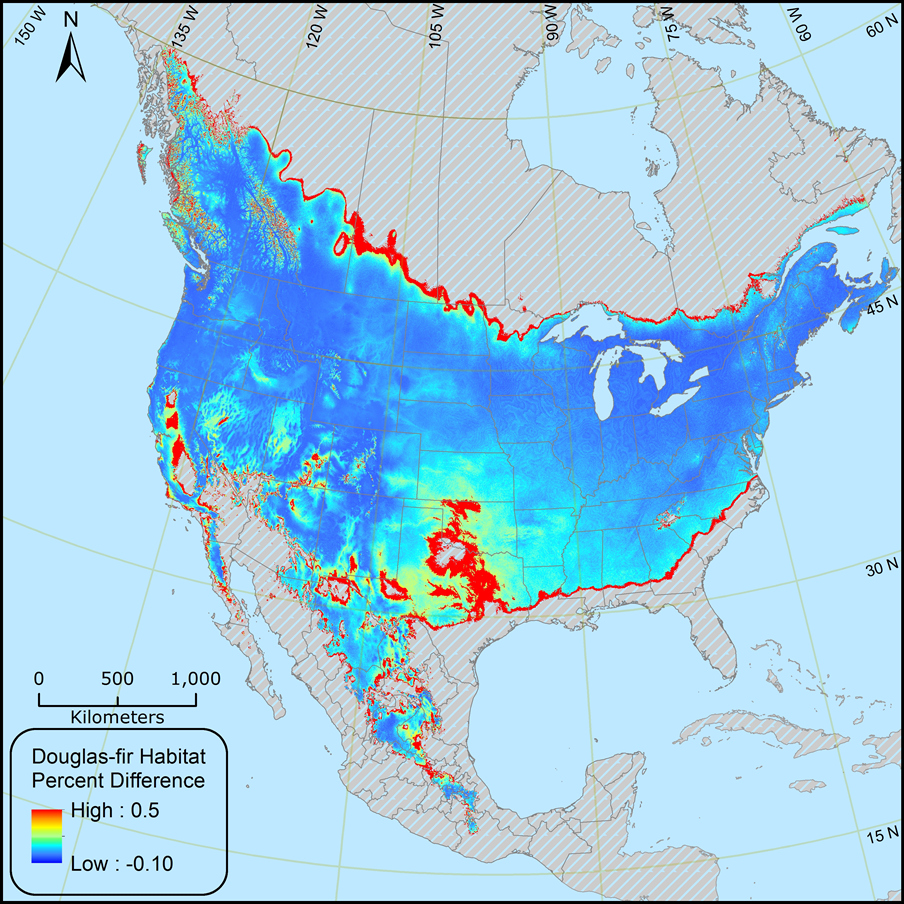 150 W
N
135 W
120 W
105 W
90 W
75 W
60 W
60 N
45 N
30 N
15 N
0 500 1,000
Kilometers
Douglas-fir Habitat
Percent Difference
High : 0.5
Low : -0.10